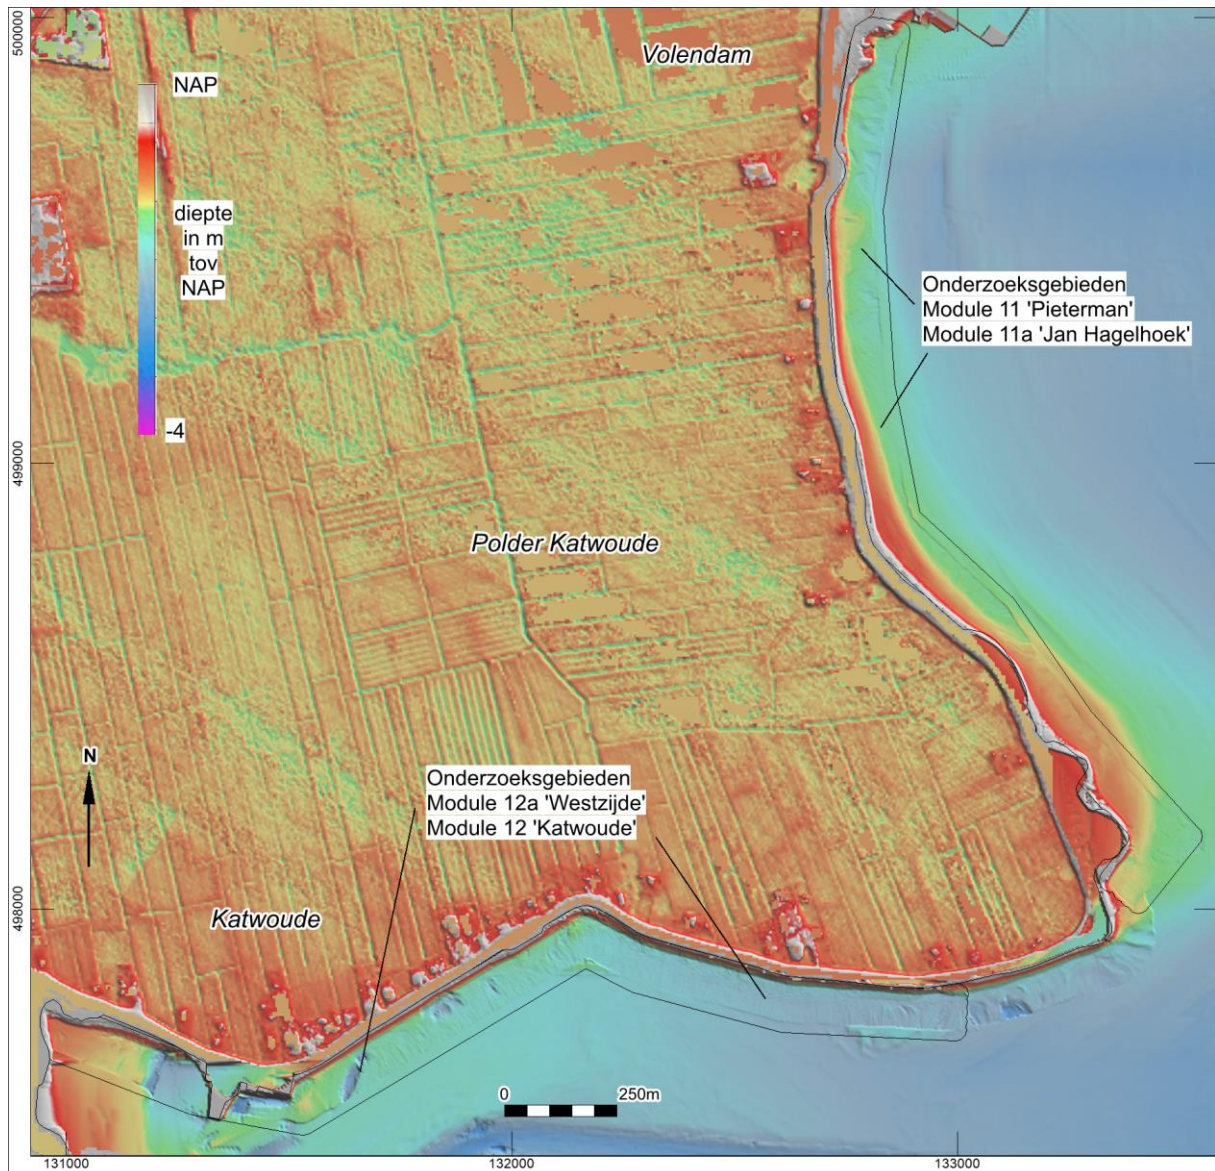 500000
Volendam
NAP
diepte
in m
tov
NAP
Onderzoeksgebieden
Module 11 'Pieterman'
Module 11a 'Jan Hagelhoek'
-4
499000
Polder Katwoude
N
Onderzoeksgebieden
Module 12a 'Westzijde'
Module 12 'Katwoude'
498000
Katwoude
0 250m
131000 132000 133000